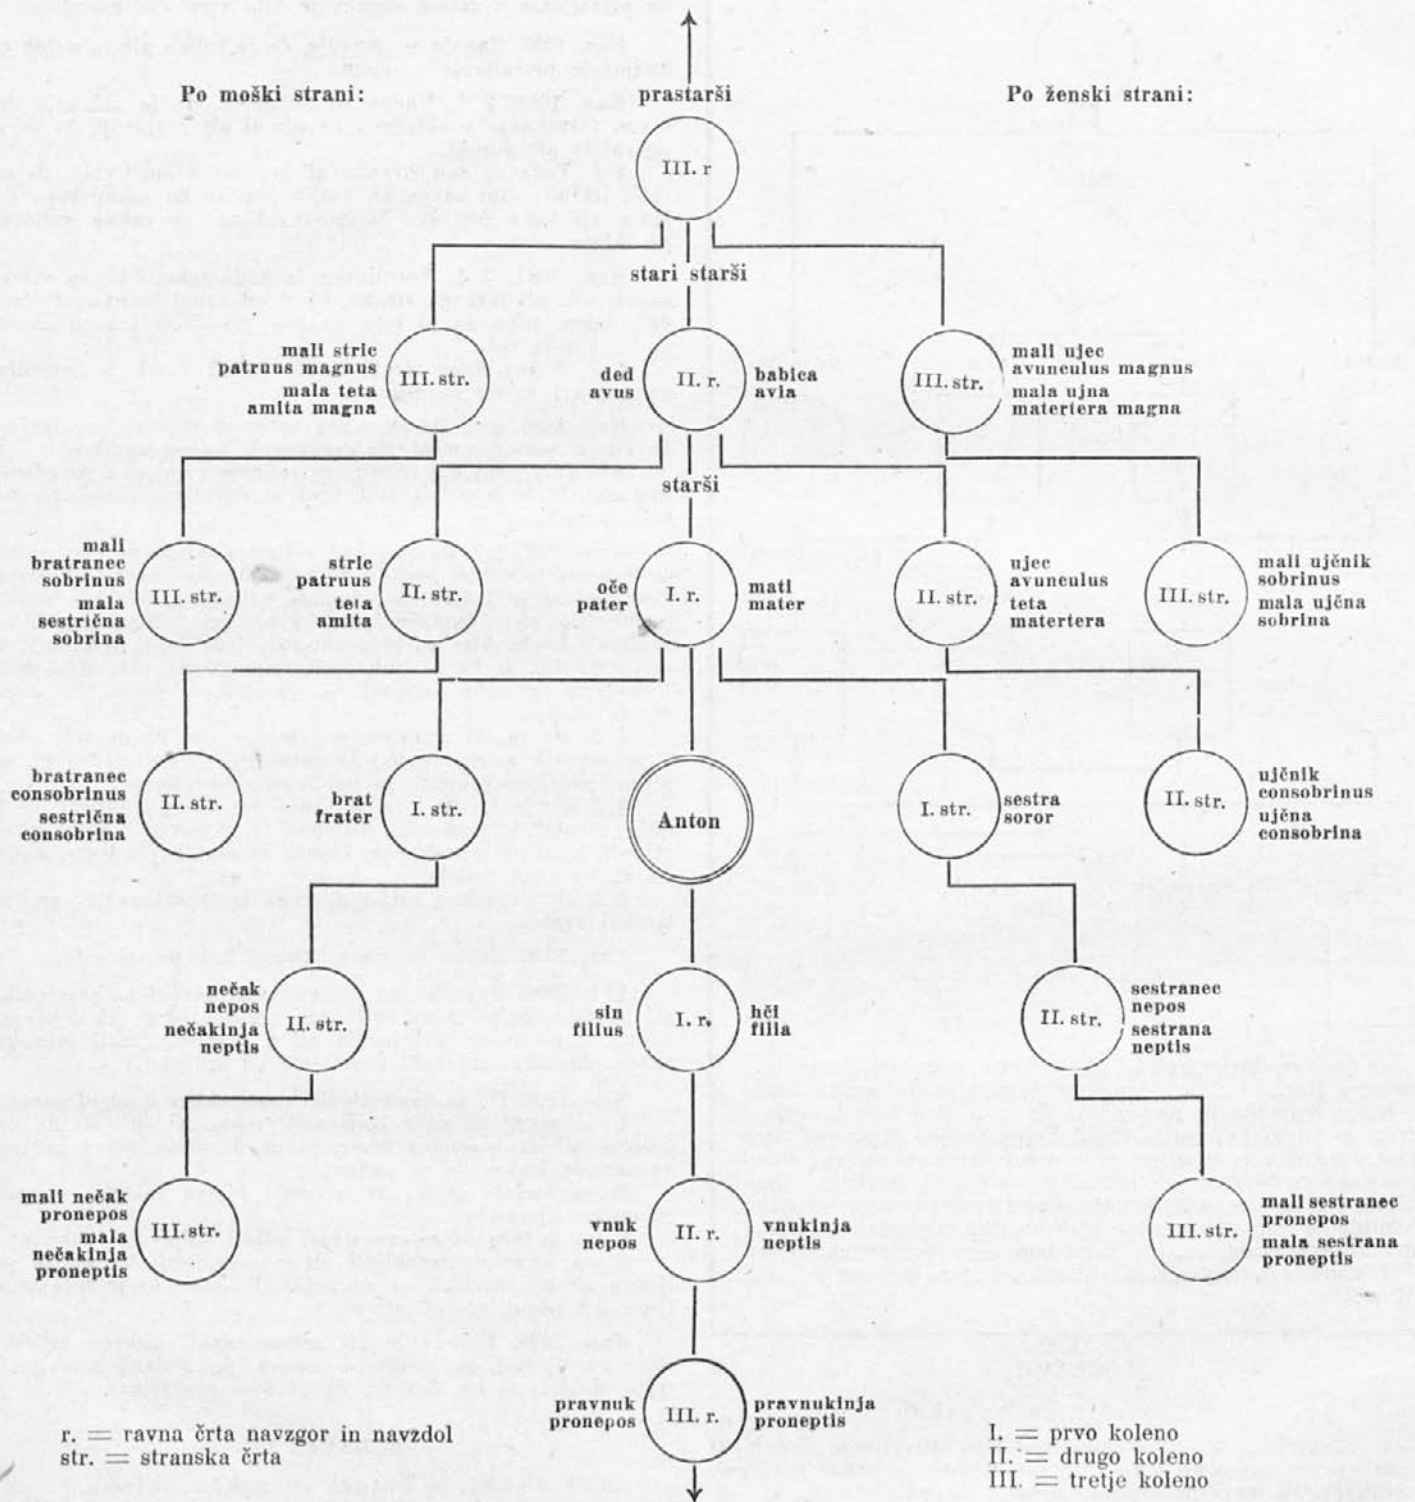 Po moški strani:
prastarši
Po ženski strani:
III. r
stari starši
mali stric
patruus magnus
mala teta
amita magna
III. str.
ded
avus
II. r.
babica
avia
III. str.
mali ujec
avunculus magnus
mala ujna
matertera magna
starši
mali
bratranec
sobrinus
mala
sestrična
sobrina
III. str.
stric
patruus
teta
amita
II. str.
oče
pater
I. r.
mati
mater
II. str.
ujec
avunculus
teta
matertera
III. str.
mali ujčnik
sobrinus
mala ujčna
sobrina
bratranec
consobrinus
sestrična
consobrina
II. str.
brat
frater
I. str.
Anton
I. str.
sestra
soror
II. str.
ujčnik
consobrinus
ujčna
consobrina
nečak
nepos
nečakinja
neptis
II. str.
sin
filius
I. r.
hči
filia
II. str.
sestranec
nepos
sestrana
neptis
mali nečak
pronepos
mala
nečakinja
proneptis
III. str.
vnuk
nepos
II. r.
vnukinja
neptis
III. str.
mali sestranec
pronepos
mala sestrana
proneptis
pravnuk
pronepos
III. r.
pravnukinja
proneptis
r. = ravna črta navzgor in navzdol
str. = stranska črta
I. = prvo koleno
II. = drugo koleno
III. = tretje koleno